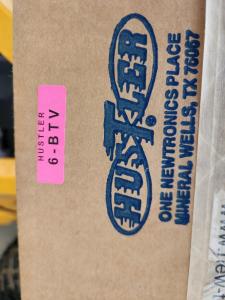 HUSTLER
6-BTV
HUSTLER®
ONE NEWTRONICS PLACE
MINERAL WELLS, TX 76067